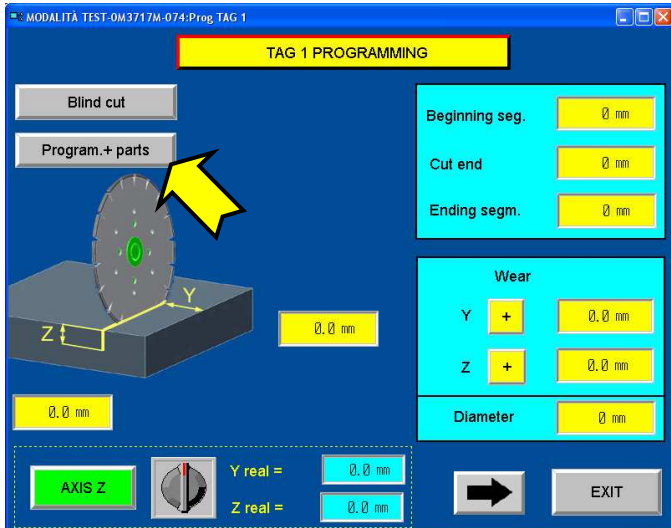 MODALITÀ TEST-0M3717M-074:Prog TAG 1
TAG 1 PROGRAMMING
Blind cut
Program.+ parts
Beginning seg.
0 mm
Cut end
0 mm
Ending segm.
0 mm
Y
Z
0.0 mm
0.0 mm
Wear
Y
+
0.0 mm
Z
+
0.0 mm
Diameter
0 mm
AXIS Z
Y real =
0.0 mm
Z real =
0.0 mm
EXIT